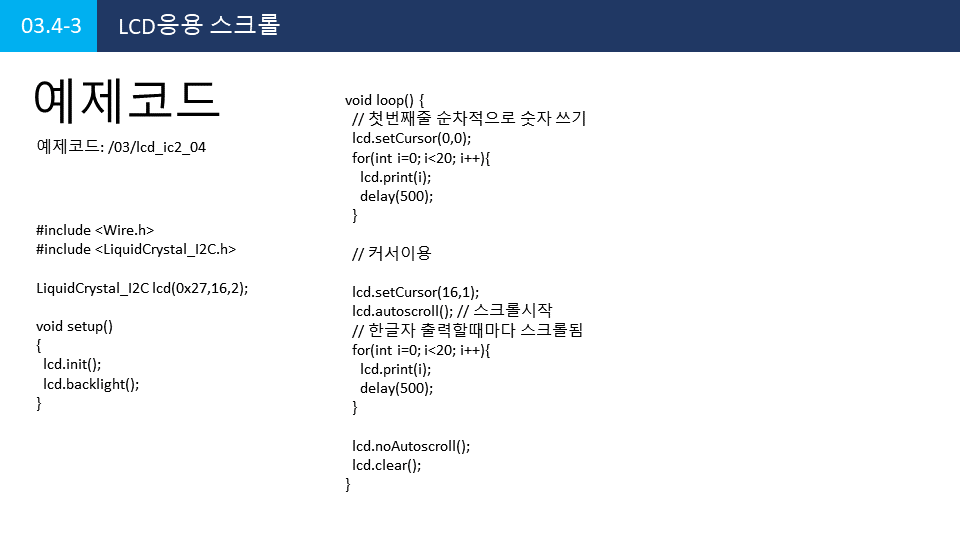 03.4-3
LCD응용 스크롤
예제코드
예제코드: /03/lcd_ic2_04
#include <Wire.h>
#include <LiquidCrystal_I2C.h>
LiquidCrystal_I2C lcd(0x27,16,2);
void setup()
{
lcd.init();
lcd.backlight();
}
void loop() {
// 첫번째줄 순차적으로 숫자 쓰기
lcd.setCursor(0,0);
for(int i=0; i<20; i++){
lcd.print(i);
delay(500);
}
// 커서이용
lcd.setCursor(16,1);
lcd.autoscroll(); // 스크롤시작
// 한글자 출력할때마다 스크롤됨
for(int i=0; i<20; i++){
lcd.print(i);
delay(500);
}
lcd.noAutoscroll();
lcd.clear();
}